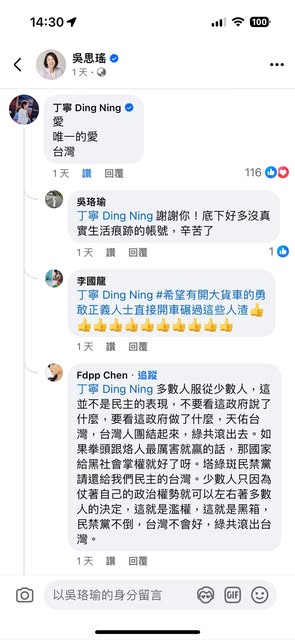 14:30
100
吳思瑤
1 天
丁寧 Ding Ning
愛
唯一的愛
台灣
1 天 讚 回覆 116
吳珞瑜
丁寧 Ding Ning 謝謝你！底下好多沒真
實生活痕跡的帳號，辛苦了
1 天 讚 回覆 1
李國龍
丁寧 Ding Ning #希望有開大貨車的勇
敢正義人士直接開車碾過這些人渣👍
👍👍👍👍👍👍👍👍👍👍
1 天 讚 回覆
Fdpp Chen · 追蹤
丁寧 Ding Ning 多數人服從少數人，這
並不是民主的表現，不要看這政府說了
什麼，要看這政府做了什麼，天佑台
灣，台灣人團結起來，綠共滾出去。如
果拳頭跟烙人最厲害就贏的話，那國家
給黑社會掌權就好了呀。塔綠斑民禁黨
請還給我們民主的台灣。少數人只因為
仗著自己的政治權勢就可以左右著多數
人的決定，這就是濫權，這就是黑箱，
民禁黨不倒，台灣不會好，綠共滾出台
灣。
1 天 讚 回覆
以吳珞瑜的身分留言
GIF